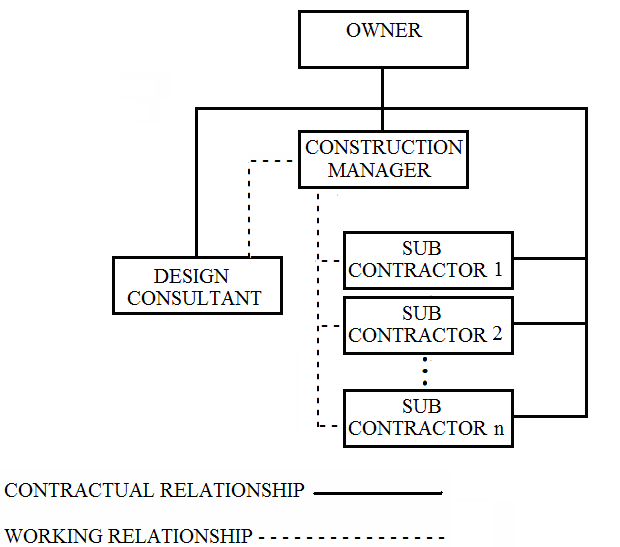 OWNER
CONSTRUCTION
MANAGER
DESIGN
CONSULTANT
SUB
CONTRACTOR 1
SUB
CONTRACTOR 2
SUB
CONTRACTOR n
CONTRACTUAL RELATIONSHIP
WORKING RELATIONSHIP